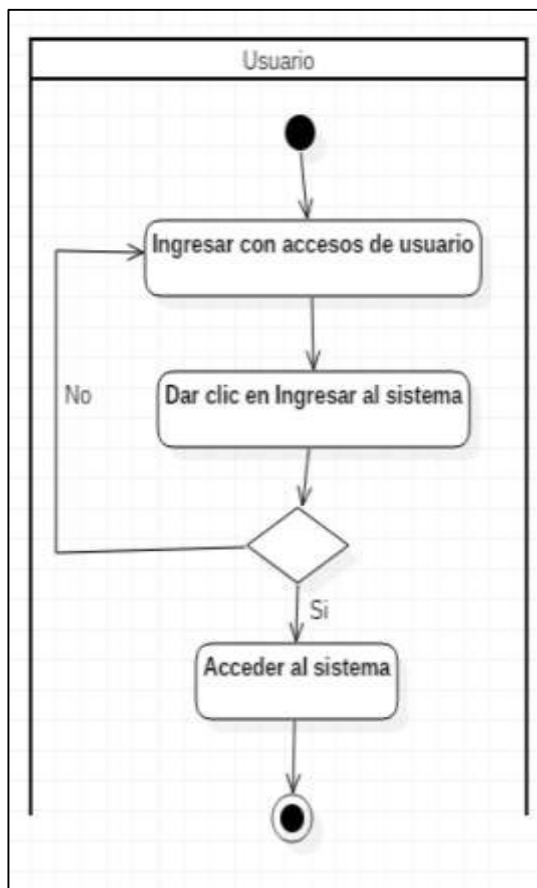 Usuario
Ingresar con accesos de usuario
No
Dar clic en Ingresar al sistema
Si
Acceder al sistema